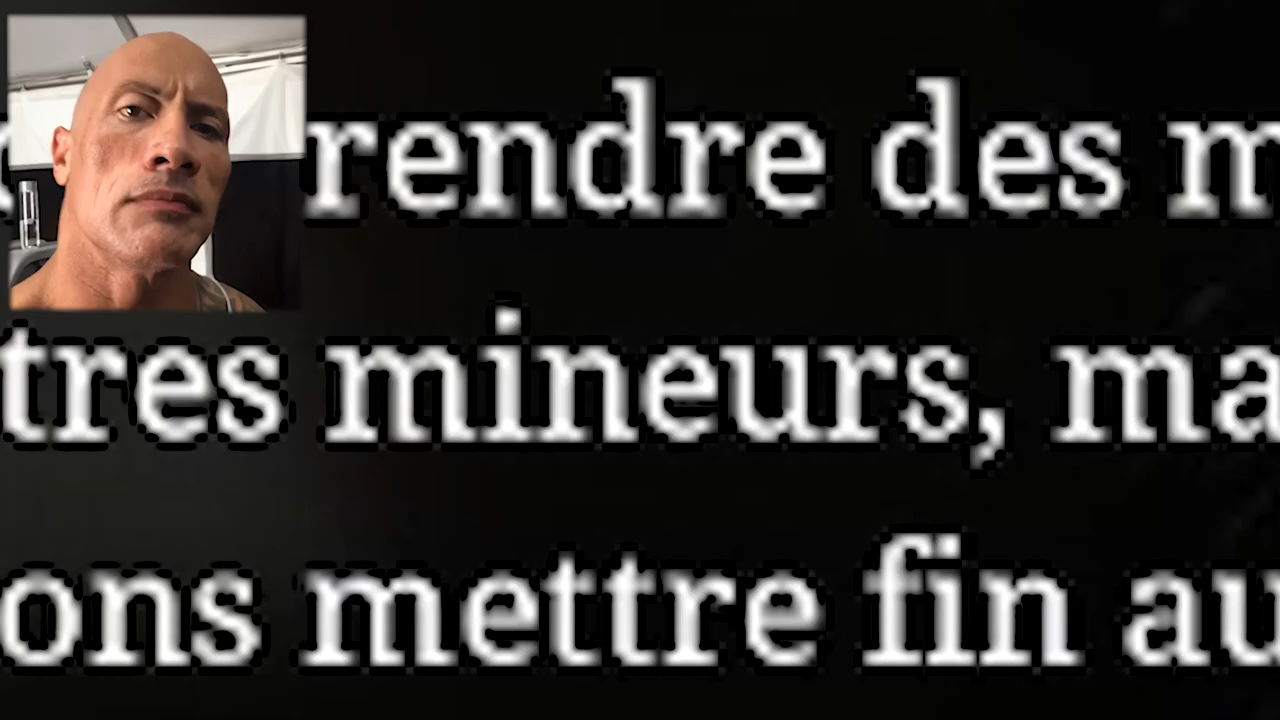 rendre des m
tres mineurs, ma
ons mettre fin au